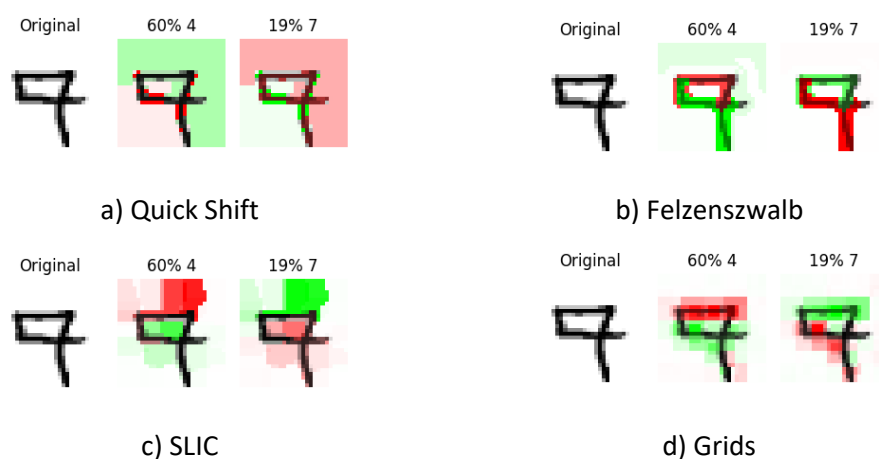 Original 60% 4 19% 7
a) Quick Shift
Original 60% 4 19% 7
b) Felzenszwalb
Original 60% 4 19% 7
c) SLIC
Original 60% 4 19% 7
d) Grids